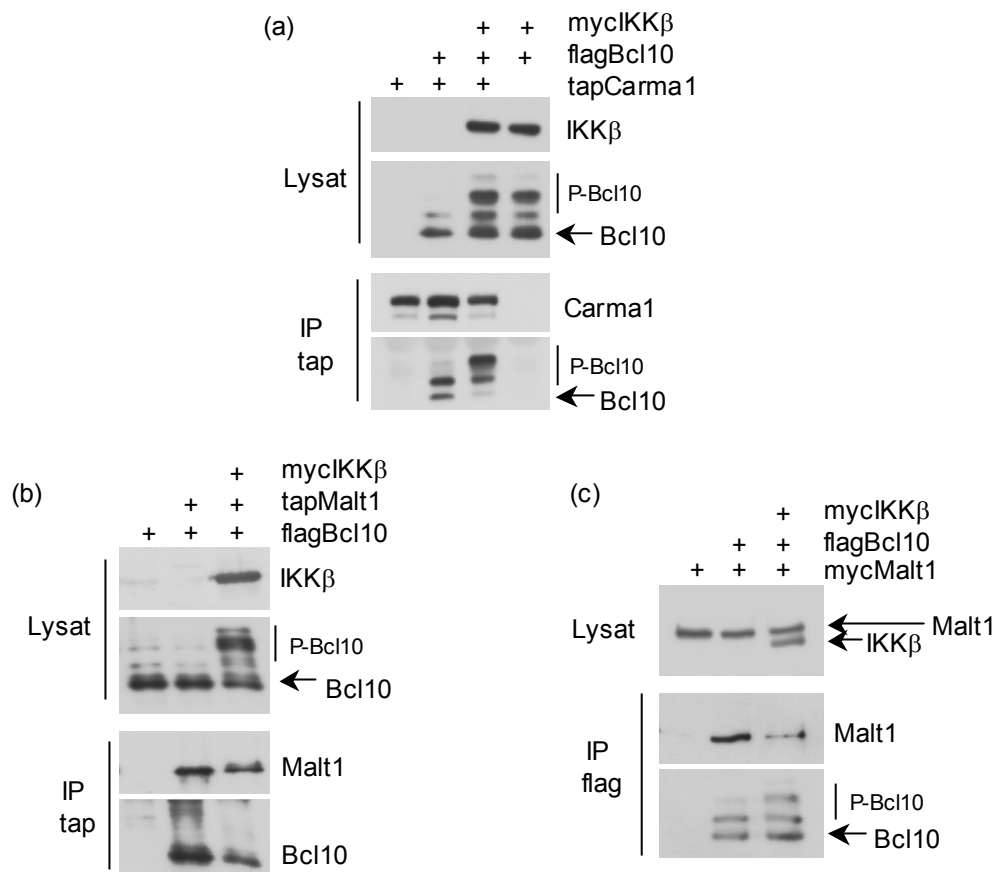 (a)
mycIKKβ + +
flagBcl10 + + +
tapCarma1 + + +
Lysat
IKKβ
P-Bcl10
Bcl10
IP
tap
Carma1
P-Bcl10
Bcl10
(b)
mycIKKβ +
tapMalt1 + +
flagBcl10 + + +
Lysat
IKKβ
P-Bcl10
Bcl10
IP
tap
Malt1
Bcl10
(c)
mycIKKβ +
flagBcl10 + +
mycMalt1 + + +
Lysat
Malt1
IKKβ
IP
flag
Malt1
P-Bcl10
Bcl10